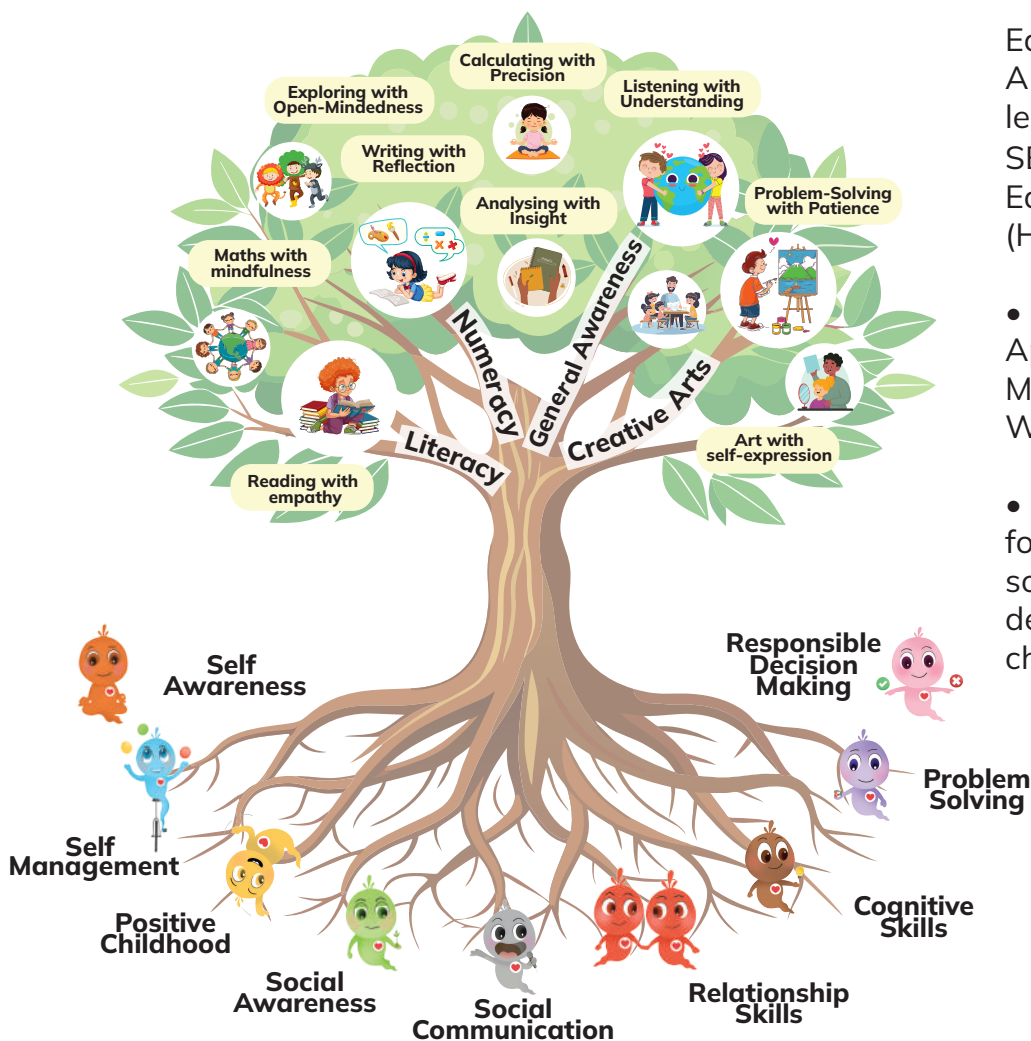 Calculating with
Precision
Exploring with
Open-Mindedness
Listening with
Understanding
Writing with
Reflection
Analysing with
Insight
Problem-Solving
with Patience
Maths with
mindfulness
Numeracy
General Awareness
Creative Arts
Literacy
Art with
self-expression
Reading with
empathy
Self
Awareness
Responsible
Decision
Making
Self
Management
Problem
Solving
Positive
Childhood
Cognitive
Skills
Social
Awareness
Social
Communication
Relationship
Skills
A
(H
•
•